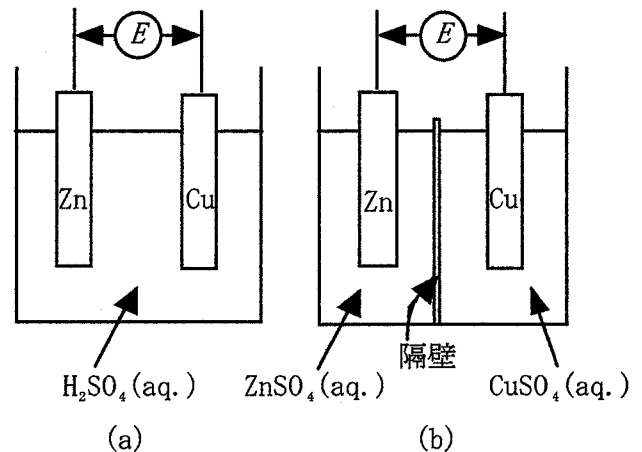 E E
Zn Cu Zn Cu
隔壁
H₂SO₄(aq.) ZnSO₄(aq.) CuSO₄(aq.)
(a) (b)